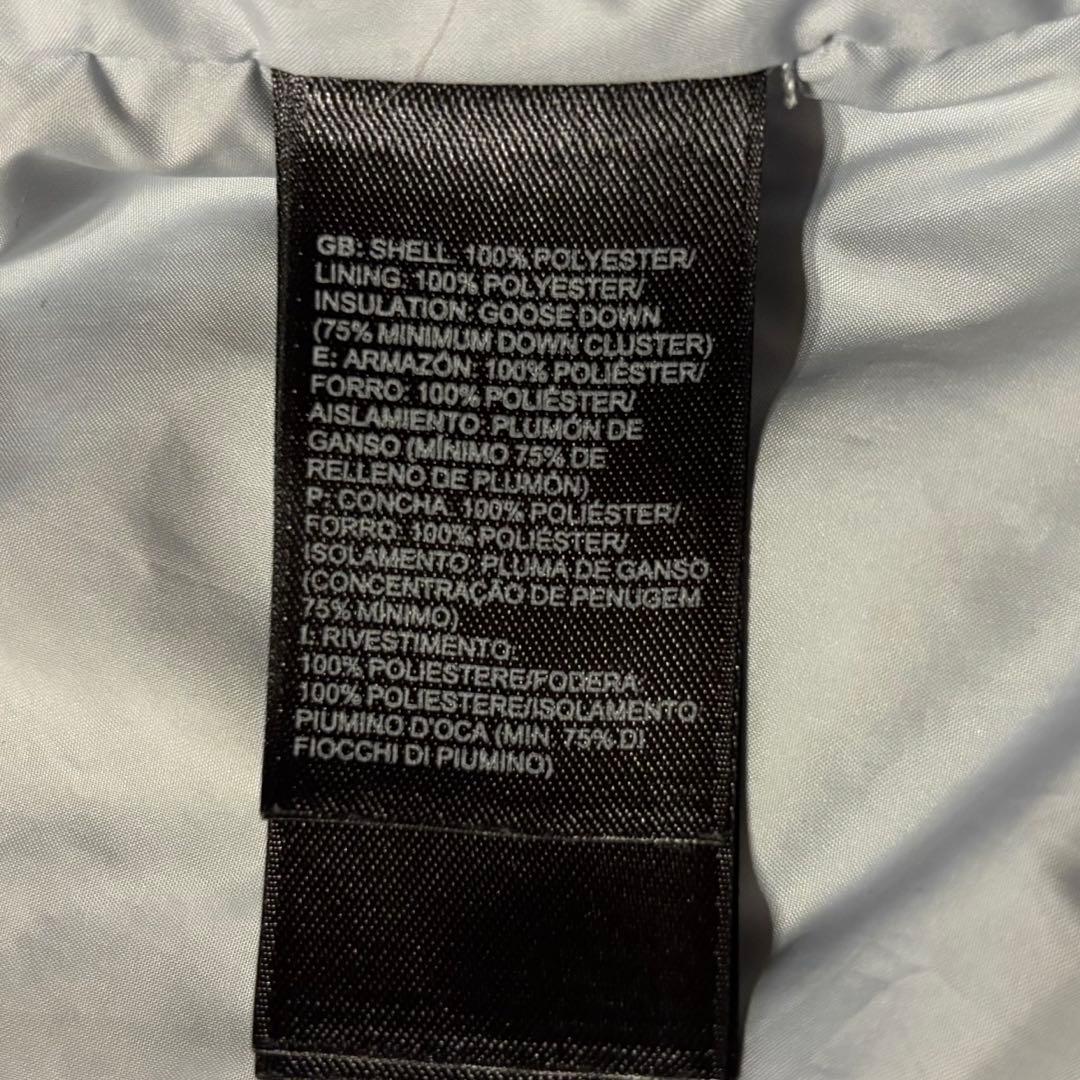 GB: SHELL: 100% POLYESTER/
LINING: 100% POLYESTER/
INSULATION: GOOSE DOWN
(75% MINIMUM DOWN CLUSTER)
E: ARMAZÓN: 100% POLIÉSTER/
FORRO: 100% POLIÉSTER/
AISLAMIENTO: PLUMÓN DE
GANSO (MÍNIMO 75% DE
RELLENO DE PLUMÓN)
P: CONCHA: 100% POLIÉSTER/
FORRO: 100% POLIÉSTER/
ISOLAMENTO: PLUMA DE GANSO
(CONCENTRAÇÃO DE PENUGEM
75% MÍNIMO)
I: RIVESTIMENTO:
100% POLIESTERE/FODERA:
100% POLIESTERE/ISOLAMENTO:
PIUMINO D'OCA (MIN. 75% DI
FIOCCHI DI PIUMINO)